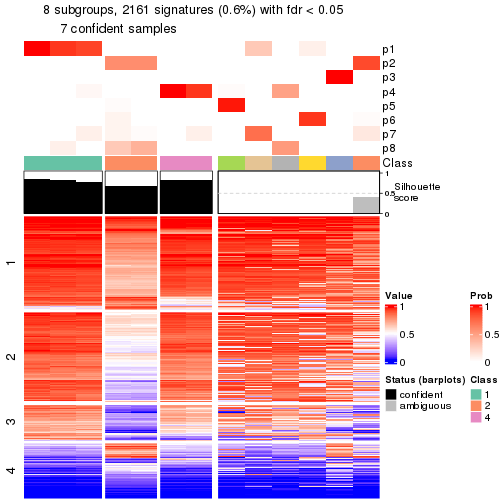 8 subgroups, 2161 signatures (0.6%) with fdr < 0.05
7 confident samples
p1
p2
p3
p4
p5
p6
p7
p8
Class
1
0.5
0
Silhouette
score
1
2
3
4
Value
1
0.5
0
Prob
1
0.5
0
Status (barplots)
confident
ambiguous
Class
1
2
4